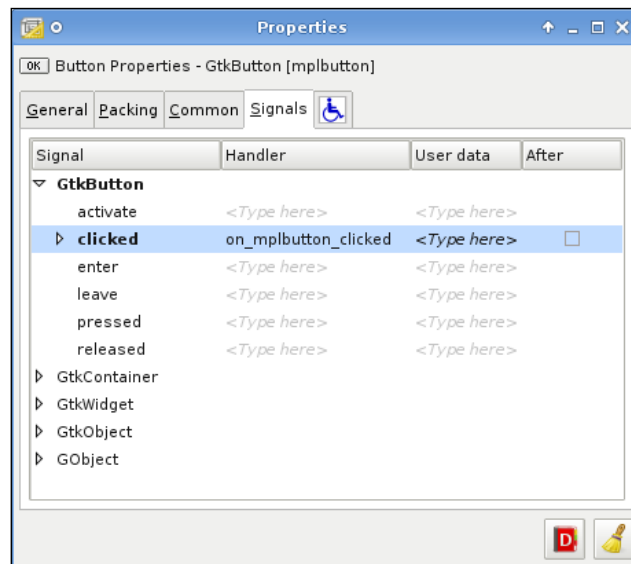 Properties
OK Button Properties - GtkButton [mplbutton]
General Packing Common Signals
Signal Handler User data After
GtkButton
activate <Type here> <Type here>
clicked on_mplbutton_clicked <Type here>
enter <Type here> <Type here>
leave <Type here> <Type here>
pressed <Type here> <Type here>
released <Type here> <Type here>
GtkContainer
GtkWidget
GtkObject
GObject
D